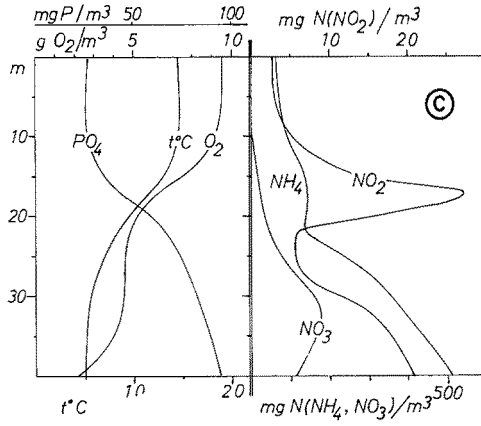 mg P/m³ 50 100
g O₂/m³ 5 10
mg N(NO₂)/m³
10 20
m
10
20
30
PO₄ t°C O₂
NH₄ NO₂
NO₃
C
10 20
t°C
500
mg N(NH₄, NO₃)/m³